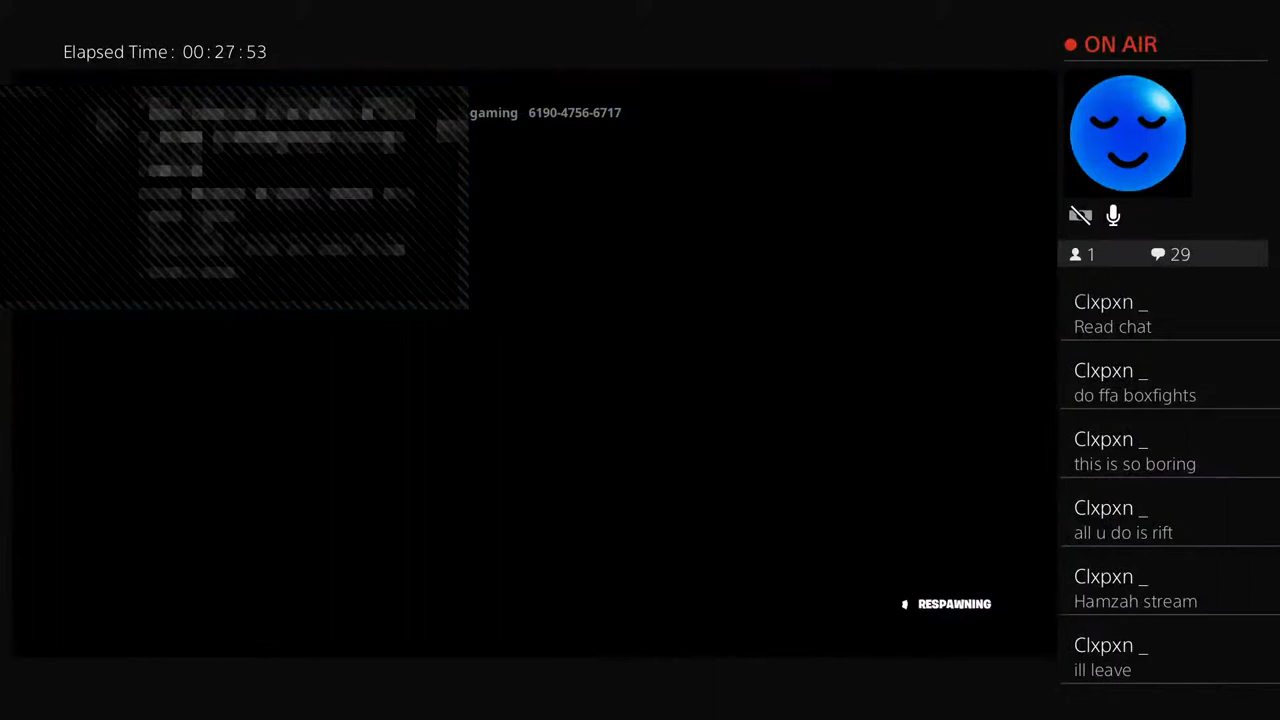 Elapsed Time: 00:27:53
ON AIR
gaming 6190-4756-6717
1 29
Clxpxn _
Read chat
Clxpxn _
do ffa boxfights
Clxpxn _
this is so boring
Clxpxn _
all u do is rift
Clxpxn _
Hamzah stream
Clxpxn _
ill leave
RESPAWNING